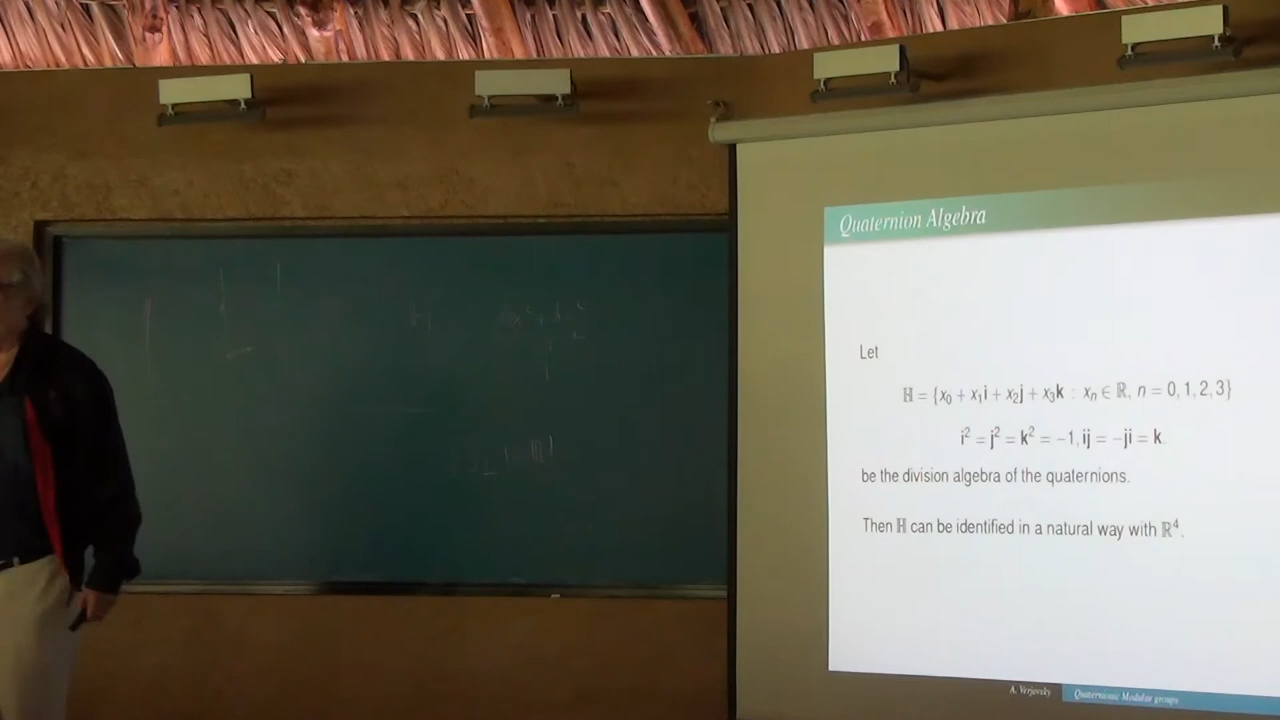 Quaternion Algebra
Let
ℍ = {x₀ + x₁i + x₂j + x₃k : xₙ ∈ ℝ, n = 0, 1, 2, 3}
i² = j² = k² = −1, ij = −ji = k.
be the division algebra of the quaternions.
Then ℍ can be identified in a natural way with ℝ⁴.
A. Verjovsky
Quaternionic Modular groups